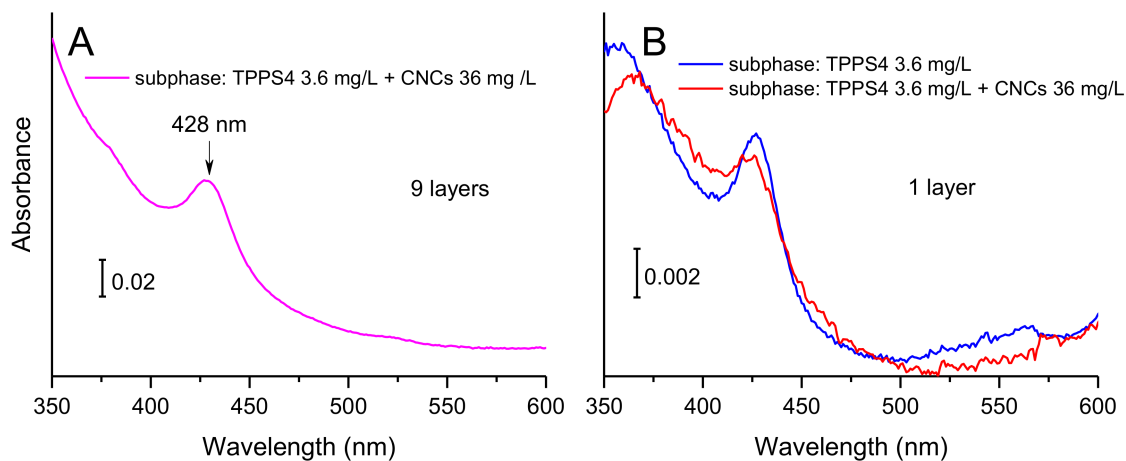 A
subphase: TPPS4 3.6 mg/L + CNCs 36 mg /L
428 nm
9 layers
0.02
Absorbance
350 400 450 500 550 600
Wavelength (nm)
B
subphase: TPPS4 3.6 mg/L
subphase: TPPS4 3.6 mg/L + CNCs 36 mg/L
1 layer
0.002
350 400 450 500 550 600
Wavelength (nm)